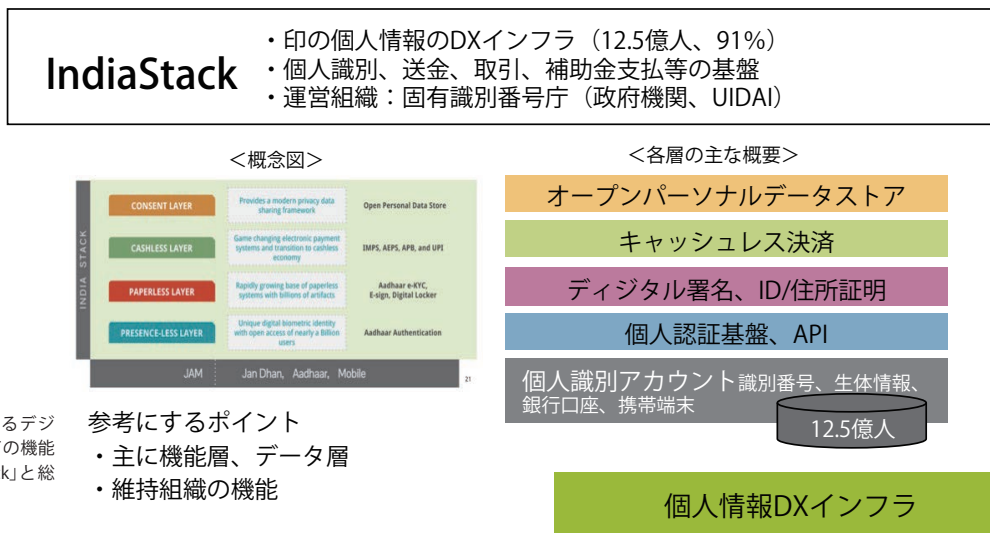 IndiaStack
・印の個人情報のDXインフラ（12.5億人、91%）
・個人識別、送金、取引、補助金支払等の基盤
・運営組織：固有識別番号庁（政府機関、UIDAI）
＜概念図＞
INDIA STACK
CONSENT LAYER
Provides a modern privacy data
sharing framework
Open Personal Data Store
CASHLESS LAYER
Game changing electronic payment
systems and transition to cashless
economy
IMPS, AEPS, APB, and UPI
PAPERLESS LAYER
Rapidly growing base of paperless
systems with billions of artifacts
Aadhaar e-KYC,
E-sign, Digital Locker
PRESENCE-LESS LAYER
Unique digital biometric identity
with open access of nearly a Billion
users
Aadhaar Authentication
JAM
Jan Dhan, Aadhaar, Mobile
21
＜各層の主な概要＞
オープンパーソナルデータストア
キャッシュレス決済
ディジタル署名、ID/住所証明
個人認証基盤、API
個人識別アカウント識別番号、生体情報、
銀行口座、携帯端末
12.5億人
るデジ
の機能
k」と総
参考にするポイント
・主に機能層、データ層
・維持組織の機能
個人情報DXインフラ